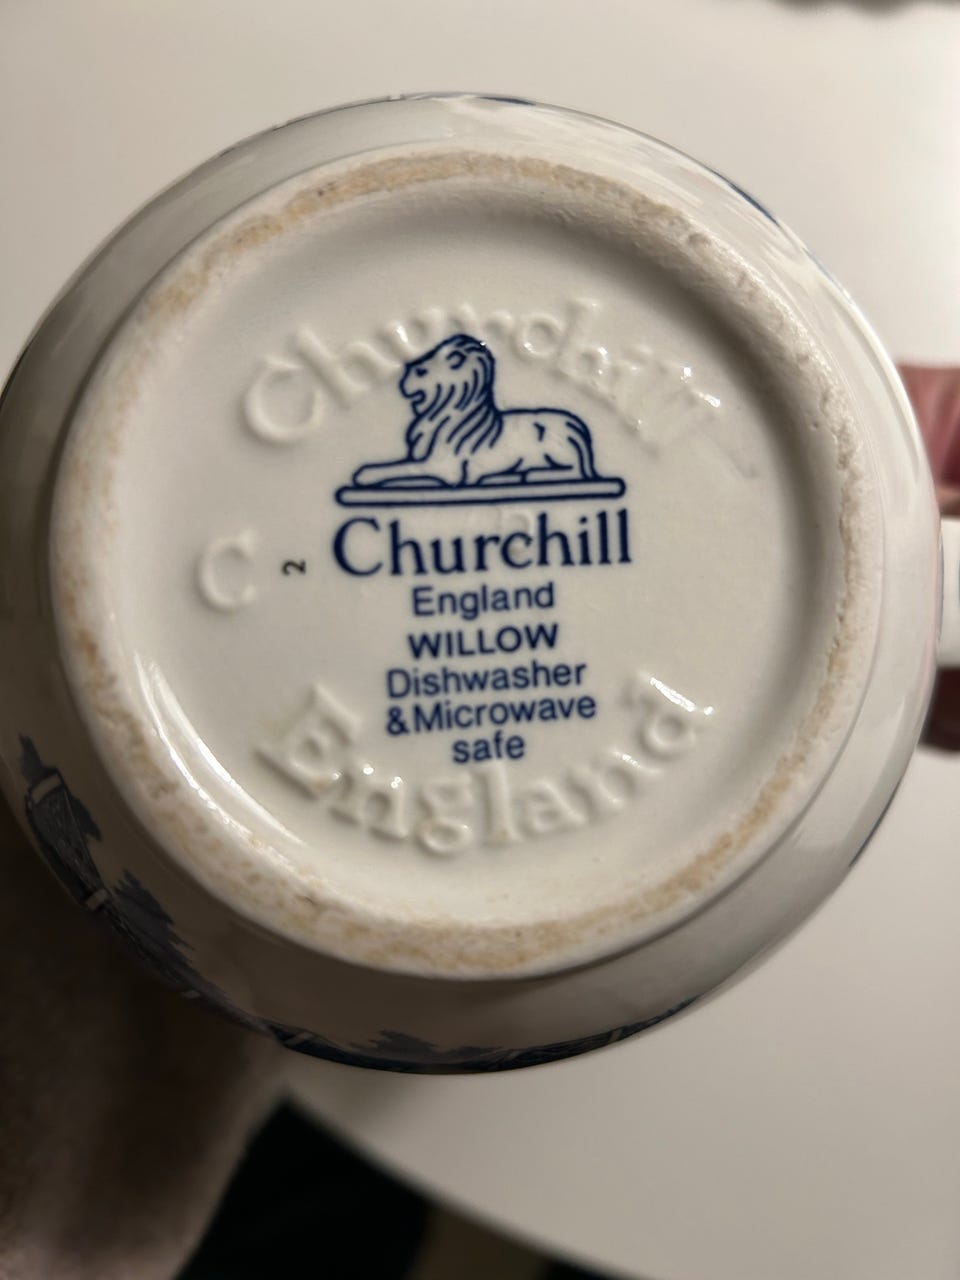 Churchill
C
2
Churchill
England
WILLOW
Dishwasher
&Microwave
safe
England